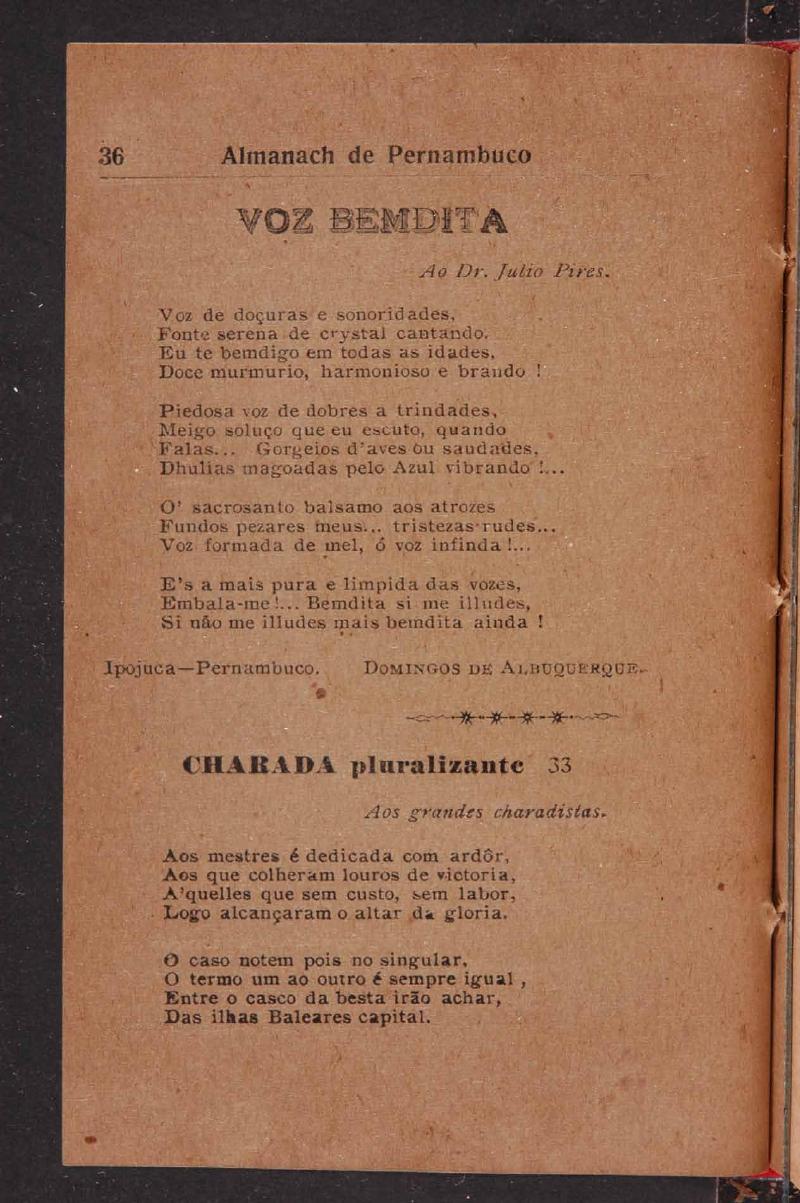 36 Almanach de Pernambuco
VOZ BEMDITA
Ao Dr. Julio Pires.
Voz de doçuras e sonoridades,
Fonte serena de crystal cantando.
Eu te bemdigo em todas as idades,
Doce murmurio, harmonioso e brando !
Piedosa voz de dobres a trindades,
Meigo soluço que eu escuto, quando
Falas... Gorgeios d'aves ou saudades,
Dhulias magoadas pelo Azul vibrando !...
O' sacrosanto balsamo aos atrozes
Fundos pezares meus... tristezas rudes...
Voz formada de mel, ó voz infinda !...
E's a mais pura e limpida das vozes,
Embala-me !... Bemdita si me illudes,
Si não me illudes mais bemdita ainda !
Ipojuca—Pernambuco. DOMINGOS DE ALBUQUERQUE.
CHARADA pluralizante 33
Aos grandes charadistas.
Aos mestres é dedicada com ardôr,
Aos que colheram louros de victoria,
A'quelles que sem custo, sem labor,
Logo alcançaram o altar da gloria.
O caso notem pois no singular,
O termo um ao outro é sempre igual ,
Entre o casco da besta irão achar,
Das ilhas Baleares capital.